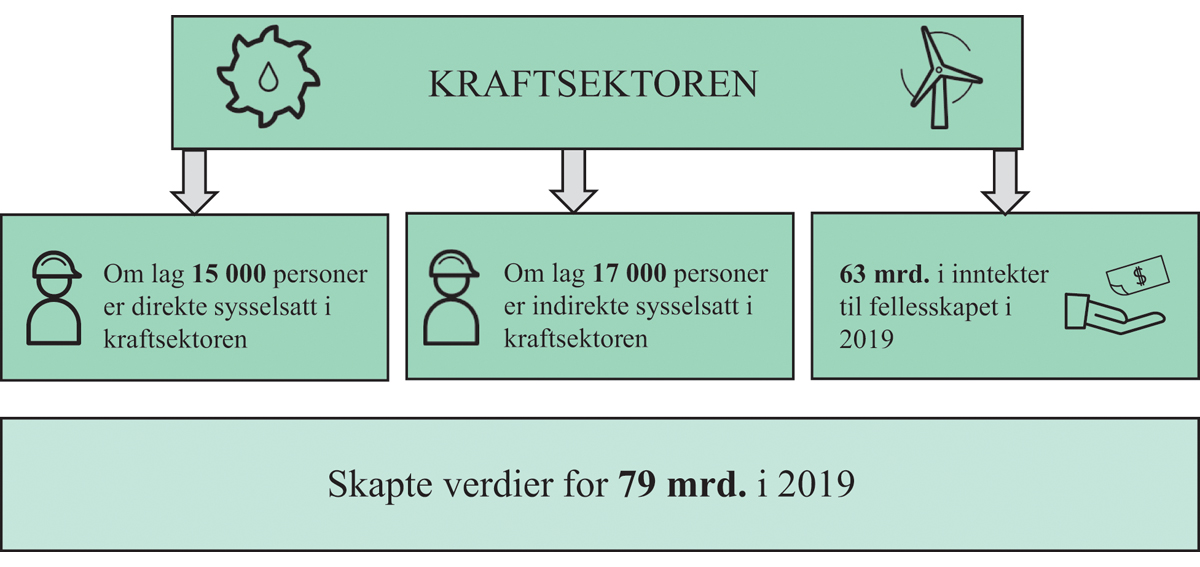 KRAFTSEKTOREN
Om lag 15 000 personer
er direkte sysselsatt i
kraftsektoren
Om lag 17 000 personer
er indirekte sysselsatt i
kraftsektoren
63 mrd. i inntekter
til fellesskapet i
2019
$
Skapte verdier for 79 mrd. i 2019